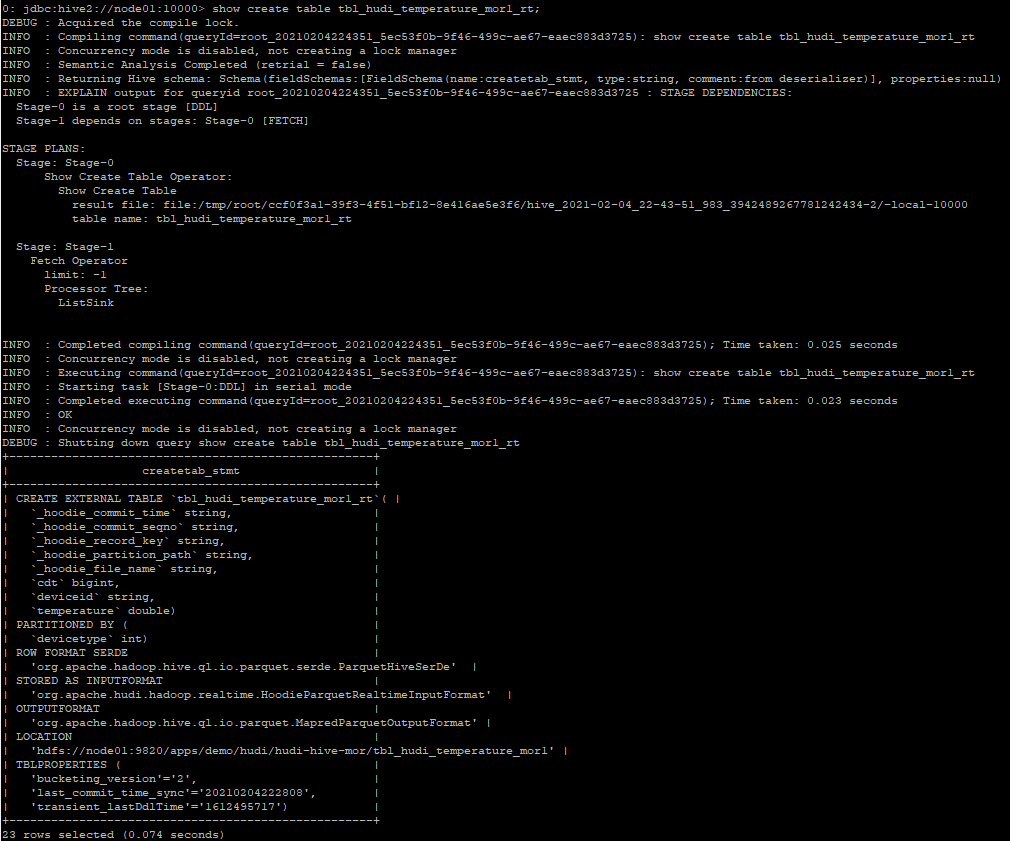 0: jdbc:hive2://node01:10000> show create table tbl_hudi_temperature_mor1_rt;
DEBUG : Acquired the compile lock.
INFO  : Compiling command(queryId=root_20210204224351_5ec53f0b-9f46-499c-ae67-eaec883d3725): show create table tbl_hudi_temperature_mor1_rt
INFO  : Concurrency mode is disabled, not creating a lock manager
INFO  : Semantic Analysis Completed (retrial = false)
INFO  : Returning Hive schema: Schema(fieldSchemas:[FieldSchema(name:createtab_stmt, type:string, comment:from deserializer)], properties:null)
INFO  : EXPLAIN output for queryid root_20210204224351_5ec53f0b-9f46-499c-ae67-eaec883d3725 : STAGE DEPENDENCIES:
  Stage-0 is a root stage [DDL]
  Stage-1 depends on stages: Stage-0 [FETCH]
STAGE PLANS:
  Stage: Stage-0
      Show Create Table Operator:
        Show Create Table
          result file: file:/tmp/root/ccf0f3a1-39f3-4f51-bf12-8e416ae5e3f6/hive_2021-02-04_22-43-51_983_3942489267781242434-2/-local-10000
          table name: tbl_hudi_temperature_mor1_rt
  Stage: Stage-1
    Fetch Operator
      limit: -1
      Processor Tree:
        ListSink
INFO  : Completed compiling command(queryId=root_20210204224351_5ec53f0b-9f46-499c-ae67-eaec883d3725); Time taken: 0.025 seconds
INFO  : Concurrency mode is disabled, not creating a lock manager
INFO  : Executing command(queryId=root_20210204224351_5ec53f0b-9f46-499c-ae67-eaec883d3725): show create table tbl_hudi_temperature_mor1_rt
INFO  : Starting task [Stage-0:DDL] in serial mode
INFO  : Completed executing command(queryId=root_20210204224351_5ec53f0b-9f46-499c-ae67-eaec883d3725); Time taken: 0.023 seconds
INFO  : OK
INFO  : Concurrency mode is disabled, not creating a lock manager
DEBUG : Shutting down query show create table tbl_hudi_temperature_mor1_rt
+----------------------------------------------------+
|                   createtab_stmt                   |
+----------------------------------------------------+
| CREATE EXTERNAL TABLE `tbl_hudi_temperature_mor1_rt`( |
|   `_hoodie_commit_time` string,                    |
|   `_hoodie_commit_seqno` string,                   |
|   `_hoodie_record_key` string,                     |
|   `_hoodie_partition_path` string,                 |
|   `_hoodie_file_name` string,                      |
|   `cdt` bigint,                                    |
|   `deviceid` string,                               |
|   `temperature` double)                            |
| PARTITIONED BY (                                   |
|   `devicetype` int)                                |
| ROW FORMAT SERDE                                   |
|   'org.apache.hadoop.hive.ql.io.parquet.serde.ParquetHiveSerDe'  |
| STORED AS INPUTFORMAT                              |
|   'org.apache.hudi.hadoop.realtime.HoodieParquetRealtimeInputFormat'  |
| OUTPUTFORMAT                                       |
|   'org.apache.hadoop.hive.ql.io.parquet.MapredParquetOutputFormat' |
| LOCATION                                           |
|   'hdfs://node01:9820/apps/demo/hudi/hudi-hive-mor/tbl_hudi_temperature_mor1' |
| TBLPROPERTIES (                                    |
|   'bucketing_version'='2',                         |
|   'last_commit_time_sync'='20210204222808',        |
|   'transient_lastDdlTime'='1612495717')            |
+----------------------------------------------------+
23 rows selected (0.074 seconds)